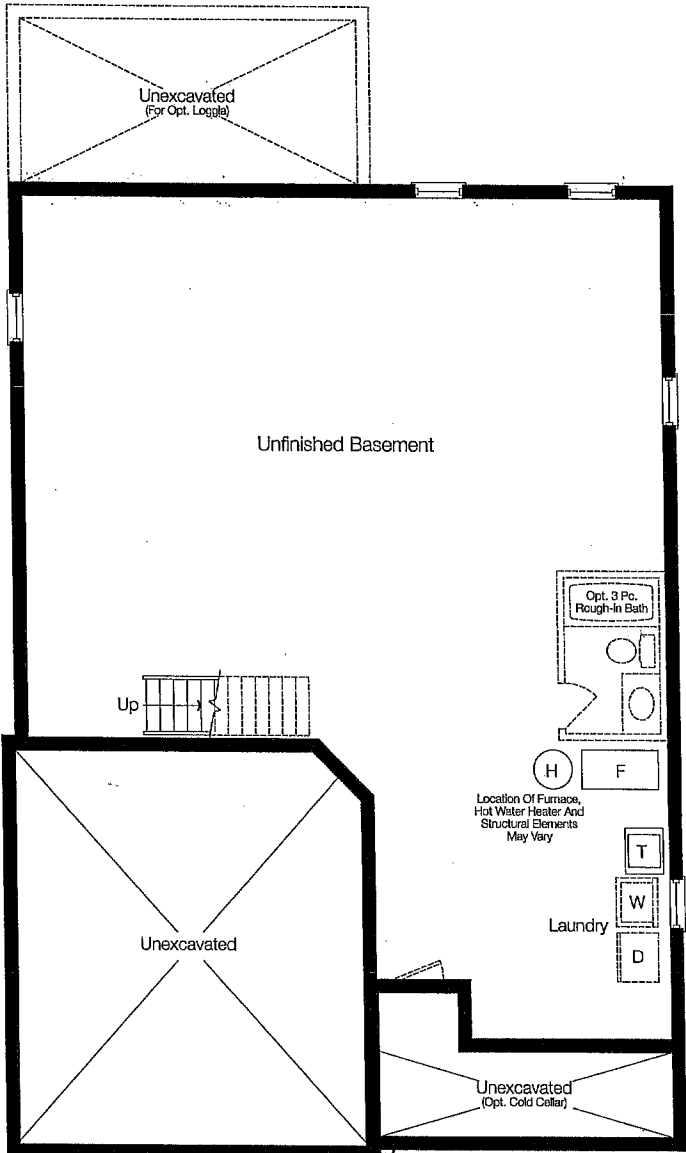 Unexcavated
(For Opt. Loggia)
Unfinished Basement
Opt. 3 Pc.
Rough-In Bath
Up
H
F
Location Of Furnace,
Hot Water Heater And
Structural Elements
May Vary
T
W
Laundry
D
Unexcavated
Unexcavated
(Opt. Cold Cellar)